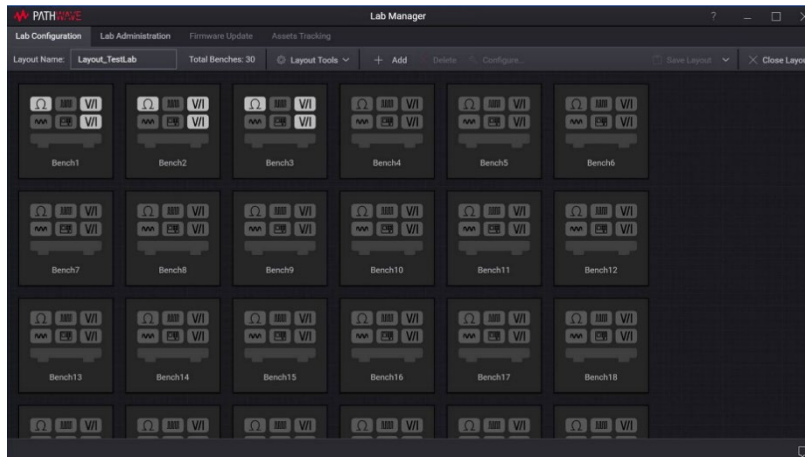 PATHWAVE
Lab Manager
?
Lab Configuration Lab Administration Firmware Update Assets Tracking
Layout Name: Layout_TestLab Total Benches: 30 Layout Tools + Add Delete Configure... Save Layout Close Layou
Ω V/I Ω V/I Ω V/I Ω V/I Ω V/I Ω V/I
V/I V/I V/I V/I V/I V/I
Bench1 Bench2 Bench3 Bench4 Bench5 Bench6
Ω V/I Ω V/I Ω V/I Ω V/I Ω V/I Ω V/I
V/I V/I V/I V/I V/I V/I
Bench7 Bench8 Bench9 Bench10 Bench11 Bench12
Ω V/I Ω V/I Ω V/I Ω V/I Ω V/I Ω V/I
V/I V/I V/I V/I V/I V/I
Bench13 Bench14 Bench15 Bench16 Bench17 Bench18
Ω V/I Ω V/I Ω V/I Ω V/I Ω V/I Ω V/I